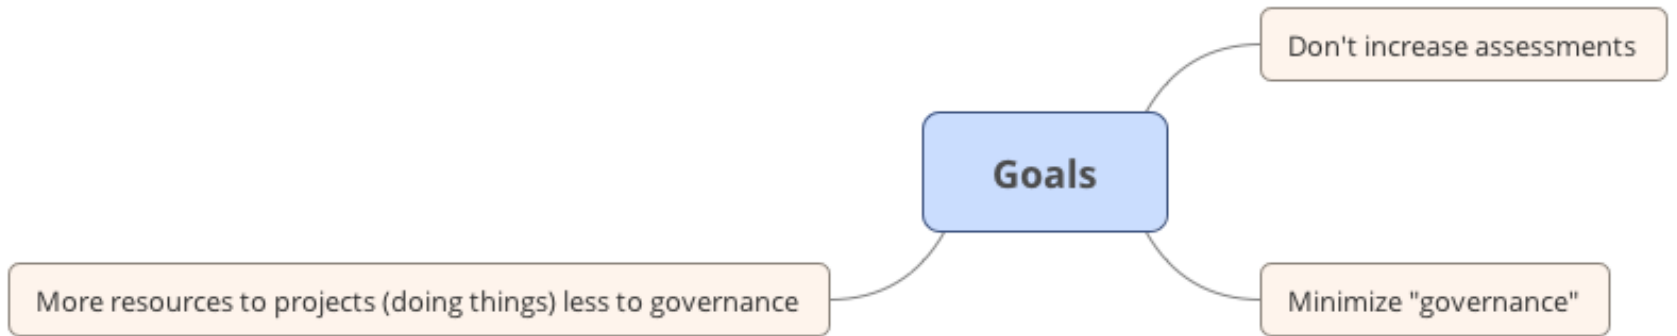 Don't increase assessments
Goals
More resources to projects (doing things) less to governance
Minimize "governance"